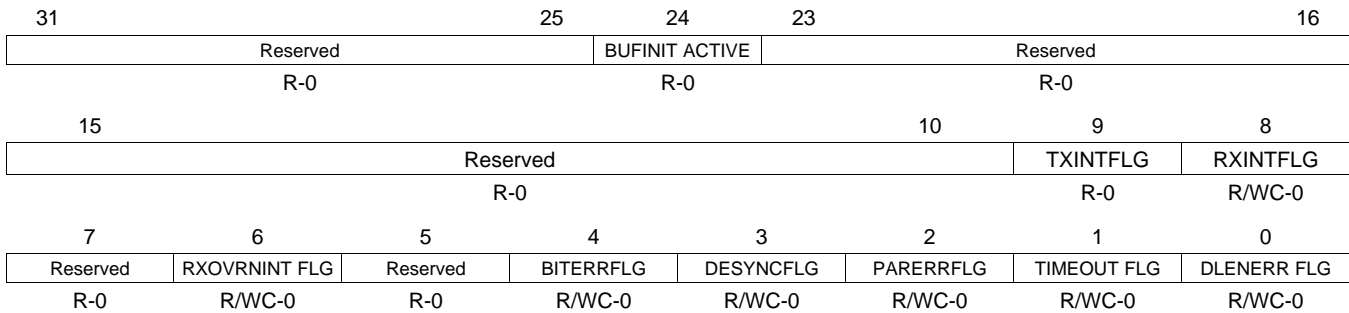 31 25 24 23 16
Reserved BUFINIT ACTIVE Reserved
R-0 R-0 R-0
15 10 9 8
Reserved TXINTFLG RXINTFLG
R-0 R-0 R/WC-0
7 6 5 4 3 2 1 0
Reserved RXOVRNINT FLG Reserved BITERRFLG DESYNCFLG PARERRFLG TIMEOUT FLG DLENERR FLG
R-0 R/WC-0 R-0 R/WC-0 R/WC-0 R/WC-0 R/WC-0 R/WC-0